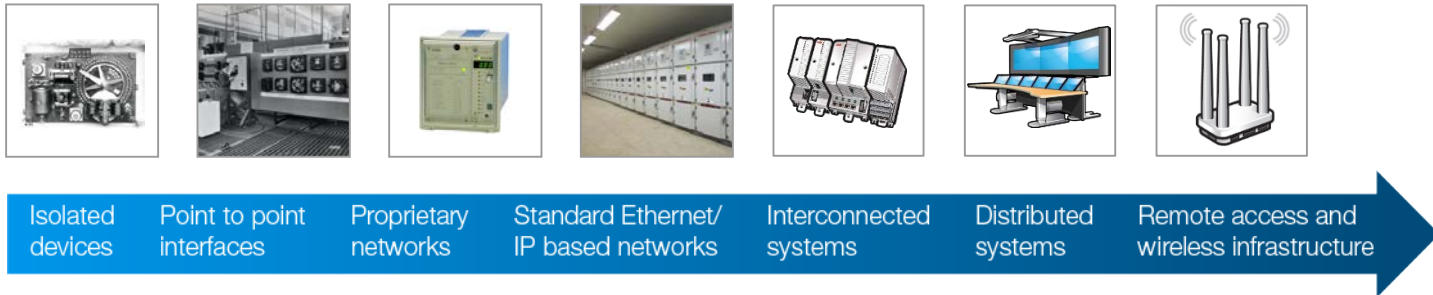 Isolated
devices
Point to point
interfaces
Proprietary
networks
Standard Ethernet/
IP based networks
Interconnected
systems
Distributed
systems
Remote access and
wireless infrastructure